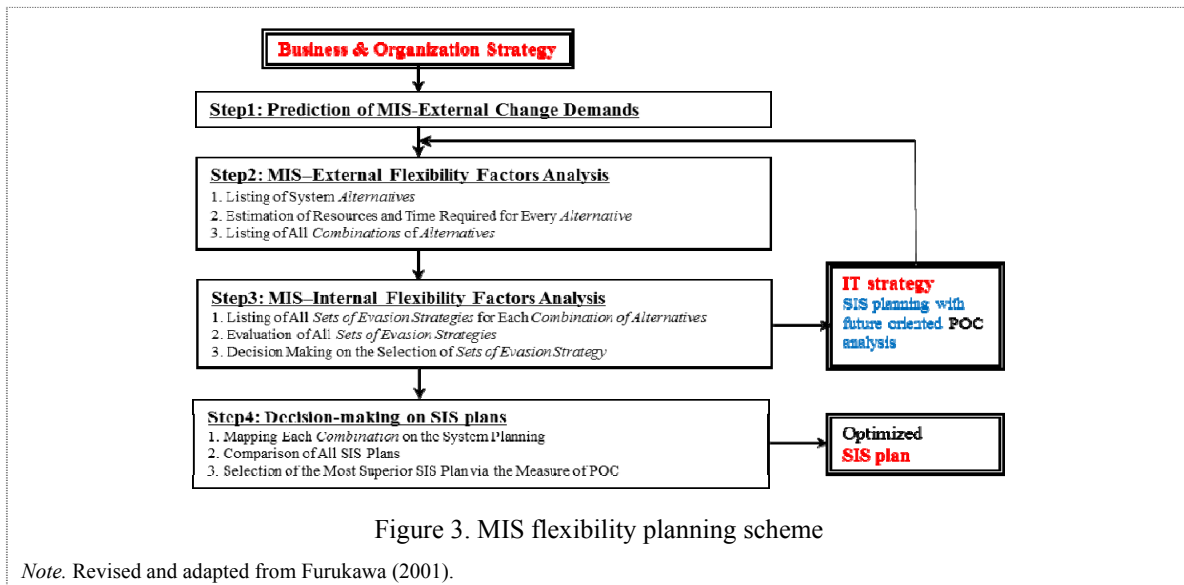 Business & Organization Strategy
Step1: Prediction of MIS-External Change Demands
Step2: MIS–External Flexibility Factors Analysis
1. Listing of System Alternatives
2. Estimation of Resources and Time Required for Every Alternative
3. Listing of All Combinations of Alternatives
Step3: MIS–Internal Flexibility Factors Analysis
1. Listing of All Sets of Evasion Strategies for Each Combination of Alternatives
2. Evaluation of All Sets of Evasion Strategies
3. Decision Making on the Selection of Sets of Evasion Strategy
IT strategy
SIS planning with
future oriented POC
analysis
Step4: Decision-making on SIS plans
1. Mapping Each Combination on the System Planning
2. Comparison of All SIS Plans
3. Selection of the Most Superior SIS Plan via the Measure of POC
Optimized
SIS plan
Figure 3. MIS flexibility planning scheme
Note. Revised and adapted from Furukawa (2001).